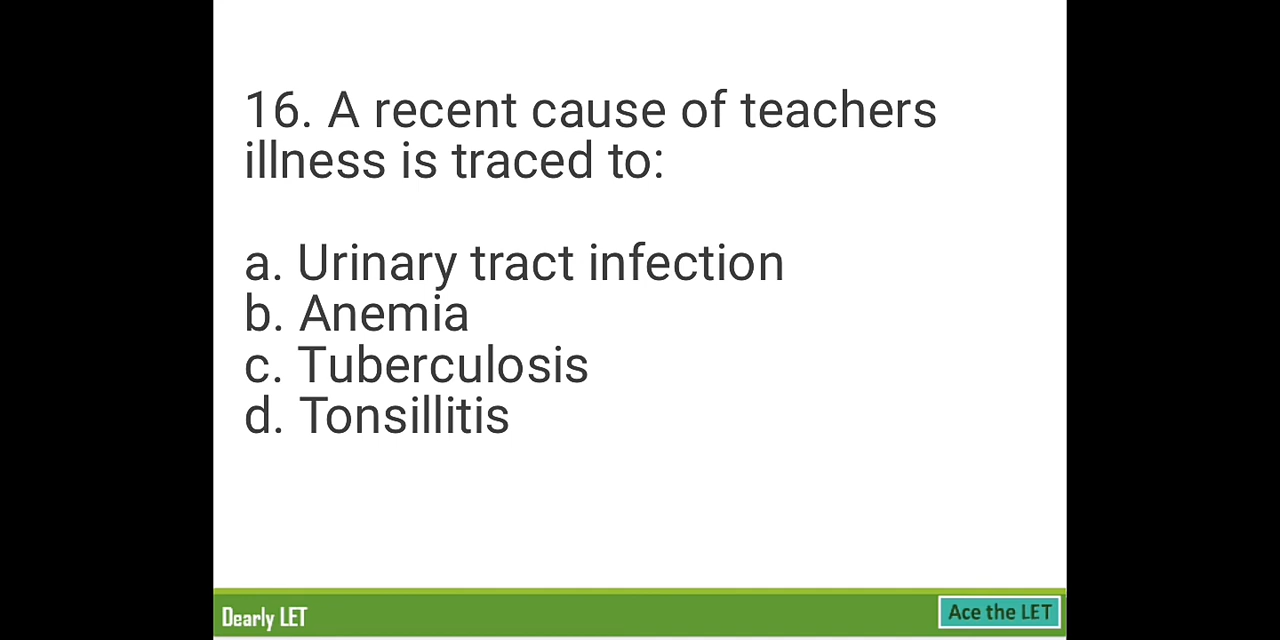 16. A recent cause of teachers
illness is traced to:
a. Urinary tract infection
b. Anemia
c. Tuberculosis
d. Tonsillitis
Dearly LET
Ace the LET